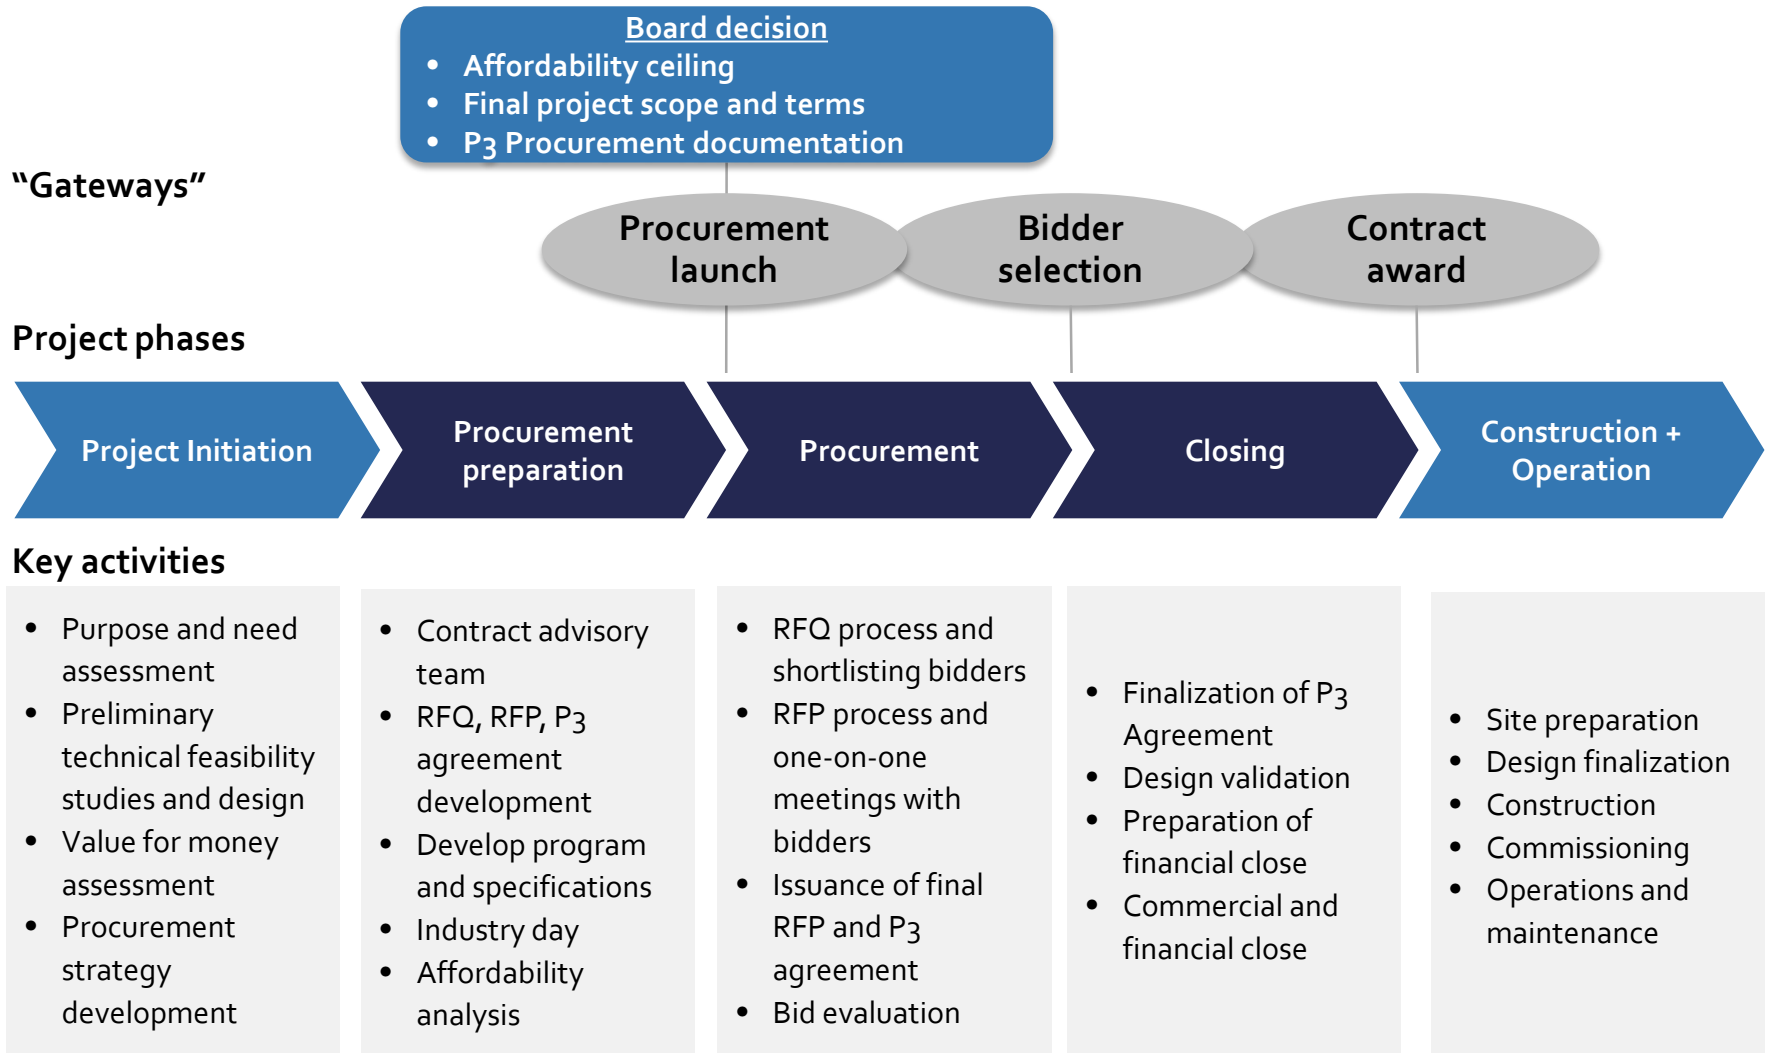 Board decision
• Affordability ceiling
• Final project scope and terms
• P3 Procurement documentation
“Gateways”
Procurement
launch
Bidder
selection
Contract
award
Project phases
Project Initiation
Procurement
preparation
Procurement
Closing
Construction +
Operation
Key activities
• Purpose and need
assessment
• Preliminary
technical feasibility
studies and design
• Value for money
assessment
• Procurement
strategy
development
• Contract advisory
team
• RFQ, RFP, P3
agreement
development
• Develop program
and specifications
• Industry day
• Affordability
analysis
• RFQ process and
shortlisting bidders
• RFP process and
one-on-one
meetings with
bidders
• Issuance of final
RFP and P3
agreement
• Bid evaluation
• Finalization of P3
Agreement
• Design validation
• Preparation of
financial close
• Commercial and
financial close
• Site preparation
• Design finalization
• Construction
• Commissioning
• Operations and
maintenance